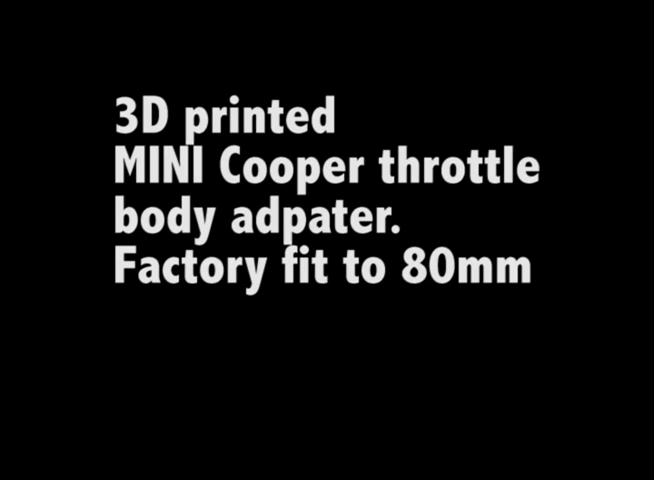 3D printed
MINI Cooper throttle
body adpater.
Factory fit to 80mm